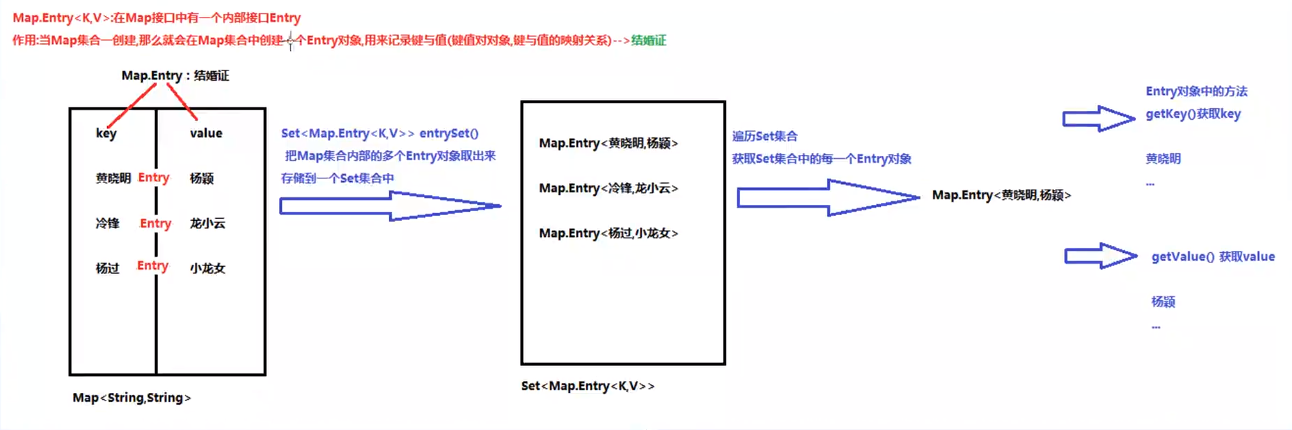 Map.Entry<K,V>:在Map接口中有一个内部接口Entry
作用:当Map集合一创建,那么就会在Map集合中创建一个Entry对象,用来记录键与值(键值对对象,键与值的映射关系)-->结婚证
Map.Entry：结婚证
key
value
黄晓明 Entry 杨颖
冷锋 Entry 龙小云
杨过 Entry 小龙女
Map<String,String>
Set<Map.Entry<K,V>> entrySet()
把Map集合内部的多个Entry对象取出来
存储到一个Set集合中
Map.Entry<黄晓明,杨颖>
Map.Entry<冷锋,龙小云>
Map.Entry<杨过,小龙女>
Set<Map.Entry<K,V>>
遍历Set集合
获取Set集合中的每一个Entry对象
Map.Entry<黄晓明,杨颖>
Entry对象中的方法
getKey()获取key
黄晓明
...
getValue() 获取value
杨颖
...